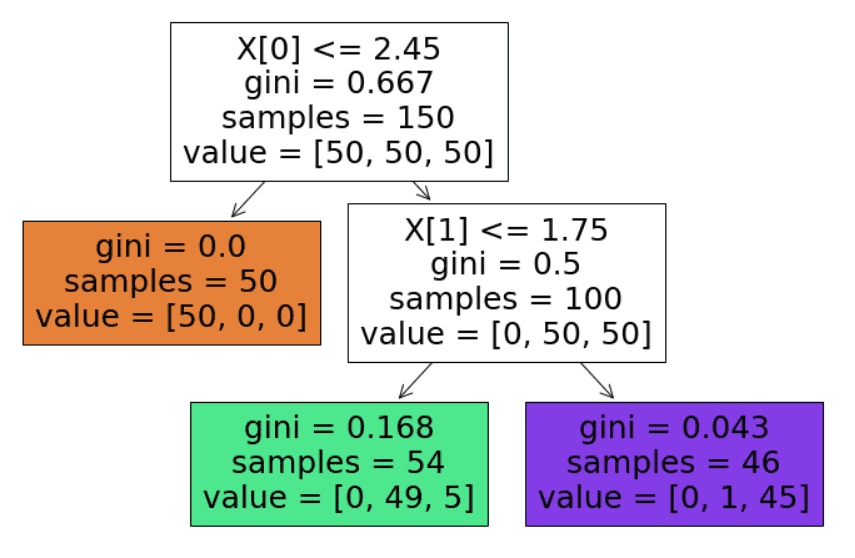 X[0] <= 2.45
gini = 0.667
samples = 150
value = [50, 50, 50]
gini = 0.0
samples = 50
value = [50, 0, 0]
X[1] <= 1.75
gini = 0.5
samples = 100
value = [0, 50, 50]
gini = 0.168
samples = 54
value = [0, 49, 5]
gini = 0.043
samples = 46
value = [0, 1, 45]